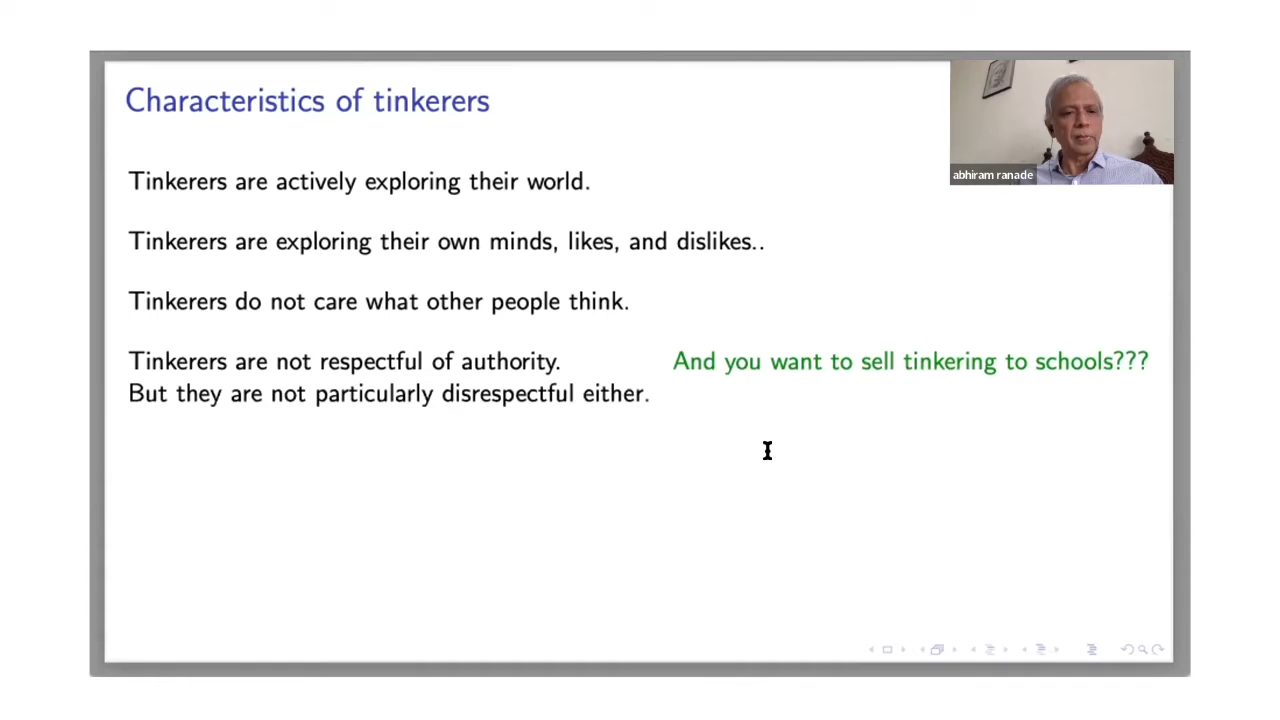 Characteristics of tinkerers
abhiram ranade
Tinkerers are actively exploring their world.
Tinkerers are exploring their own minds, likes, and dislikes..
Tinkerers do not care what other people think.
Tinkerers are not respectful of authority. And you want to sell tinkering to schools???
But they are not particularly disrespectful either.